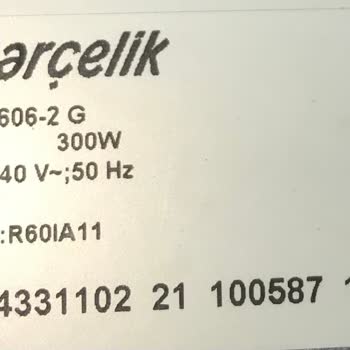 arçelik
606-2 G
300W
40 V~;50 Hz
:R60IA11
4331102 21 100587